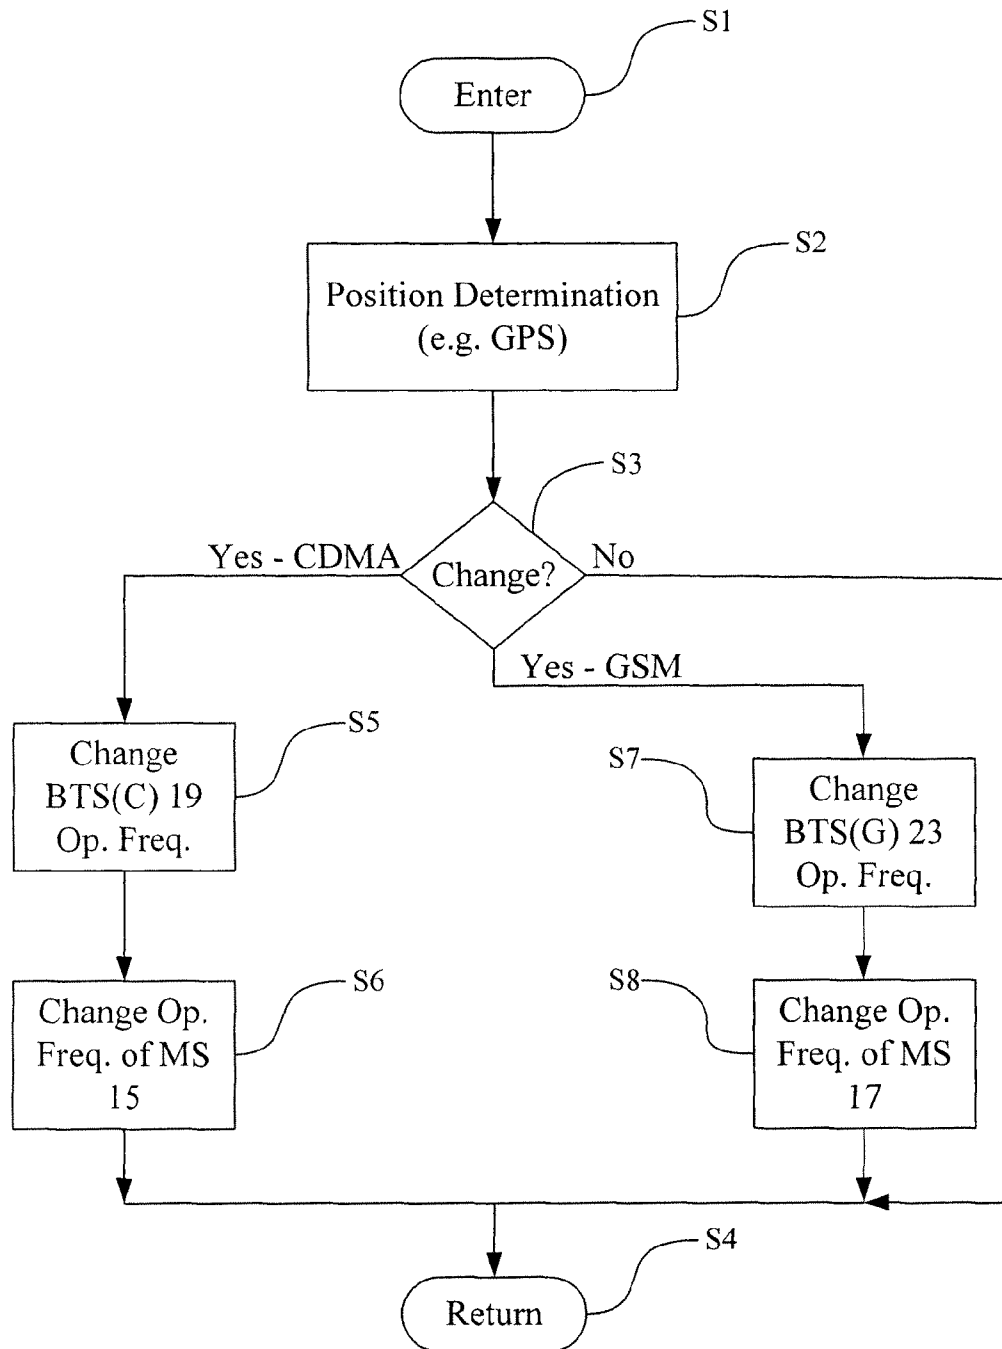 S1
Enter
S2
Position Determination
(e.g. GPS)
S3
Yes - CDMA
Change?
No
Yes - GSM
S5
Change
BTS(C) 19
Op. Freq.
S7
Change
BTS(G) 23
Op. Freq.
S6
Change Op.
Freq. of MS
15
S8
Change Op.
Freq. of MS
17
S4
Return